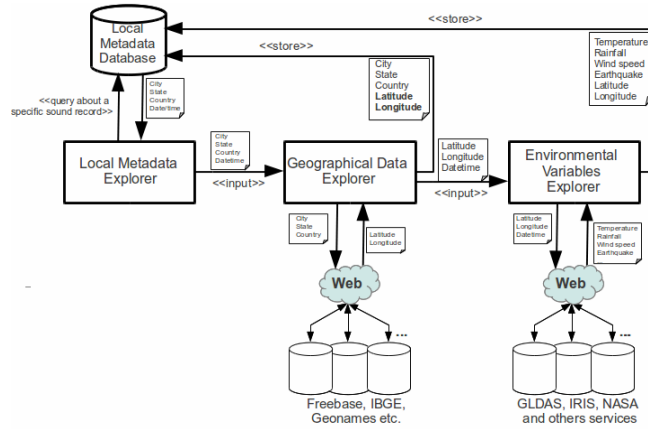 Local
Metadata
Database
<<store>>
<<store>>
City
State
Country
Latitude
Longitude
Temperature
Rainfall
Wind speed
Earthquake
Latitude
Longitude
<<query about a
specific sound record>>
City
State
Country
Date/time
Local Metadata
Explorer
City
State
Country
Datetime
<<input>>
Geographical Data
Explorer
Latitude
Longitude
Datetime
<<input>>
Environmental
Variables
Explorer
City
State
Country
Latitude
Longitude
Latitude
Longitude
Datetime
Temperature
Rainfall
Wind speed
Earthquake
...
Web
Web
...
...
Freebase, IBGE,
Geonames etc.
GLDAS, IRIS, NASA
and others services